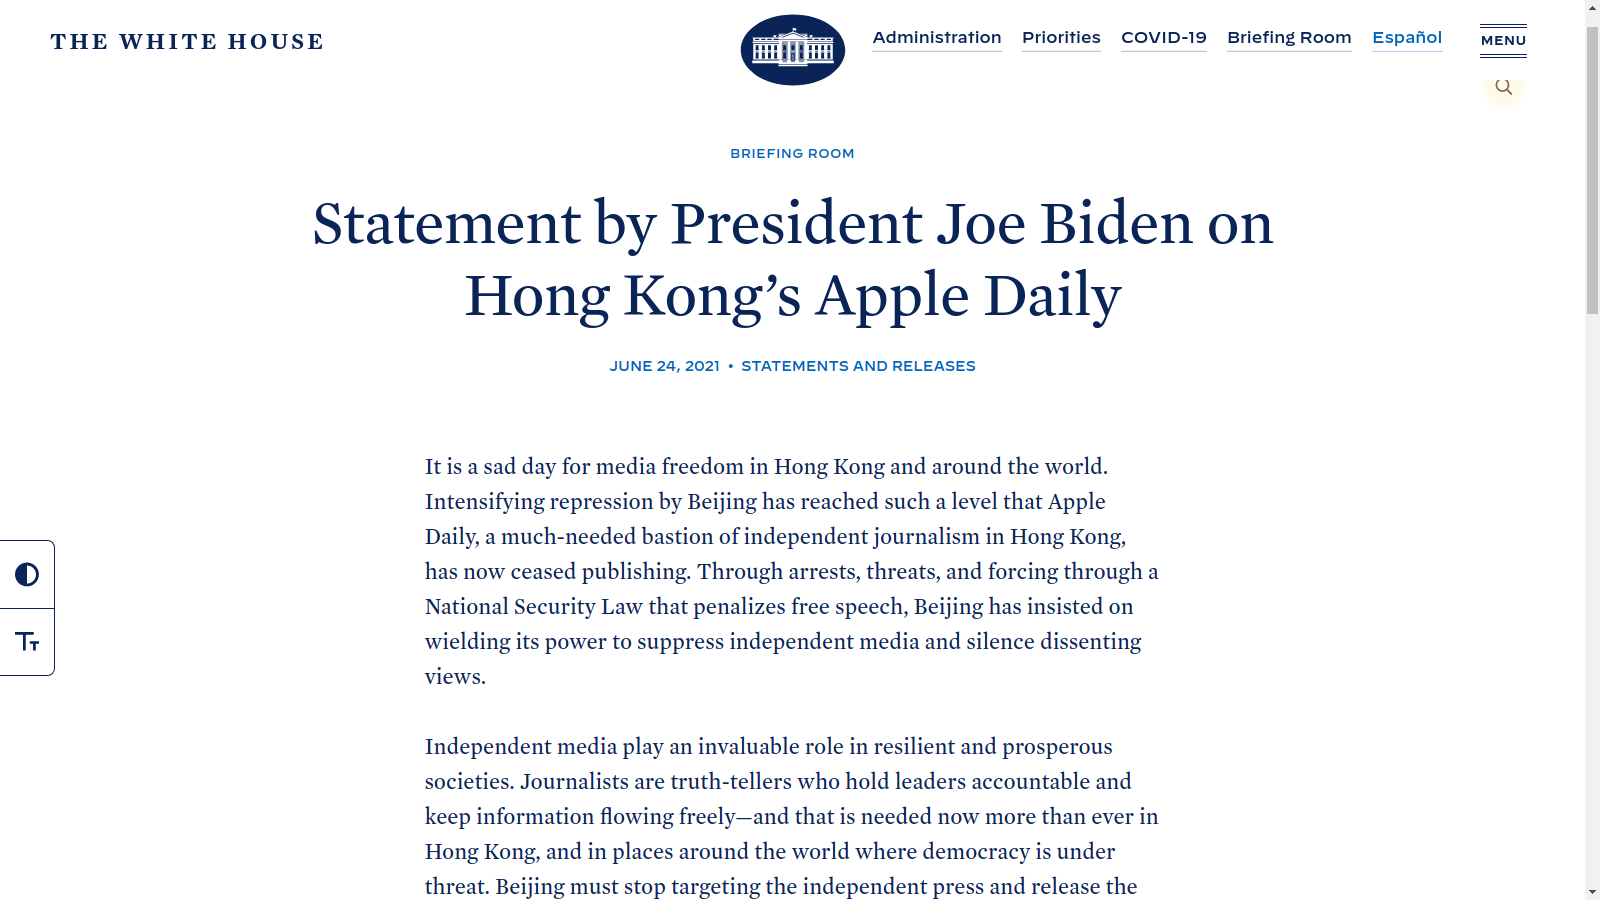 THE WHITE HOUSE
Administration Priorities COVID-19 Briefing Room Español MENU
BRIEFING ROOM
Statement by President Joe Biden on
Hong Kong’s Apple Daily
JUNE 24, 2021 • STATEMENTS AND RELEASES
It is a sad day for media freedom in Hong Kong and around the world.
Intensifying repression by Beijing has reached such a level that Apple
Daily, a much-needed bastion of independent journalism in Hong Kong,
has now ceased publishing. Through arrests, threats, and forcing through a
National Security Law that penalizes free speech, Beijing has insisted on
wielding its power to suppress independent media and silence dissenting
views.
Independent media play an invaluable role in resilient and prosperous
societies. Journalists are truth-tellers who hold leaders accountable and
keep information flowing freely—and that is needed now more than ever in
Hong Kong, and in places around the world where democracy is under
threat. Beijing must stop targeting the independent press and release the
TT